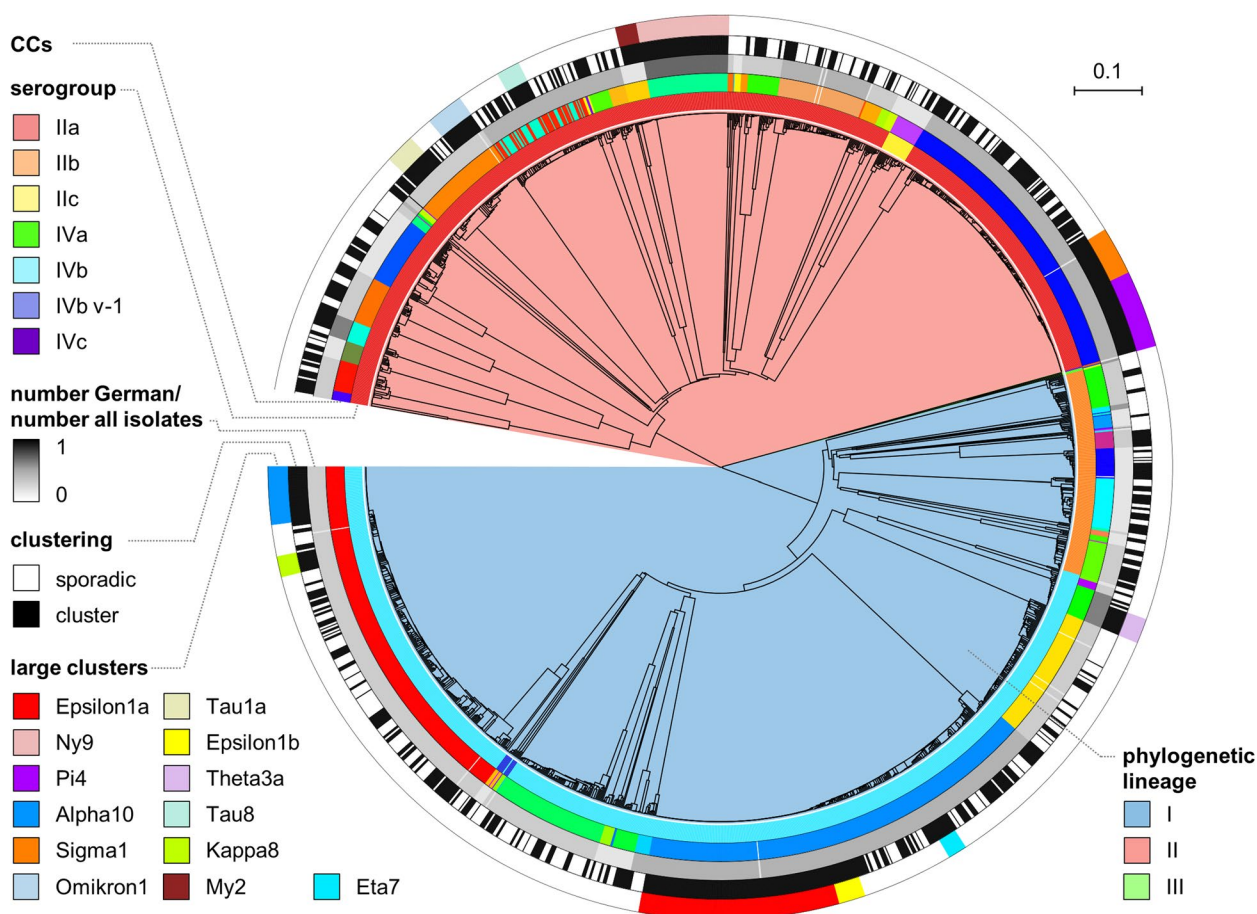 CCs
serogroup
IIa
IIb
IIc
IVa
IVb
IVb v-1
IVc
number German/
number all isolates
1
0
clustering
sporadic
cluster
large clusters
Epsilon1a
Ny9
Pi4
Alpha10
Sigma1
Omikron1
Tau1a
Epsilon1b
Theta3a
Tau8
Kappa8
My2
Eta7
0.1
phylogenetic
lineage
I
II
III